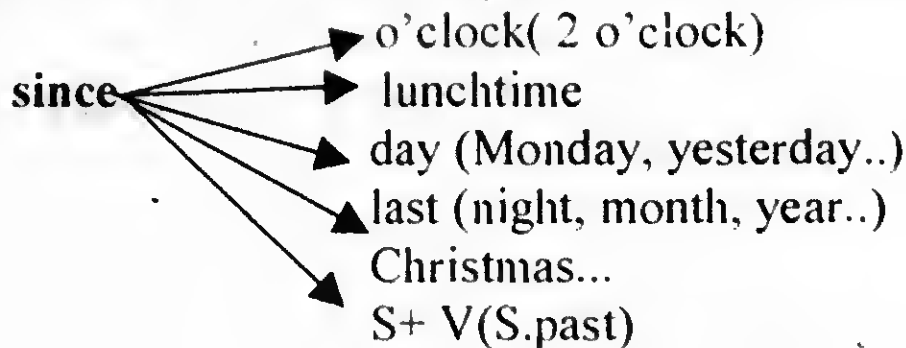 o'clock( 2 o'clock)
since
lunchtime
day (Monday, yesterday..)
last (night, month, year..)
Christmas...
S+ V(S.past)